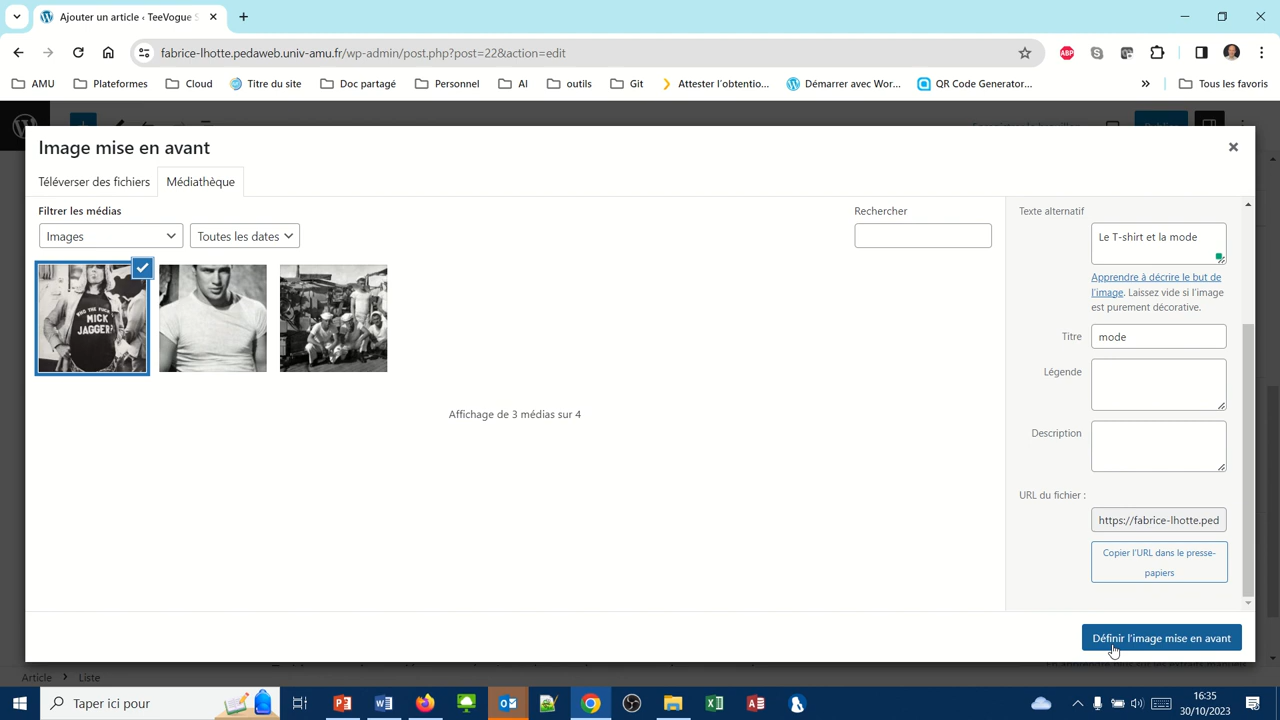 Ajouter un article ‹ TeeVogue S
fabrice-lhotte.pedaweb.univ-amu.fr/wp-admin/post.php?post=22&action=edit
ABP
AMU
Plateformes
Cloud
Titre du site
Doc partagé
Personnel
AI
outils
Git
Attester l'obtentio...
Démarrer avec Wor...
QR Code Generator...
»
Tous les favoris
Image mise en avant
Téléverser des fichiers
Médiathèque
Filtrer les médias
Rechercher
Images
Toutes les dates
WHO THE FUCK
MICK
JAGGER?
Affichage de 3 médias sur 4
Texte alternatif
Le T-shirt et la mode
Apprendre à décrire le but de
l'image. Laissez vide si l'image
est purement décorative.
Titre
mode
Légende
Description
URL du fichier :
https://fabrice-lhotte.ped
Copier l'URL dans le presse-
papiers
Définir l'image mise en avant
Article
Liste
Taper ici pour
16:35
30/10/2023